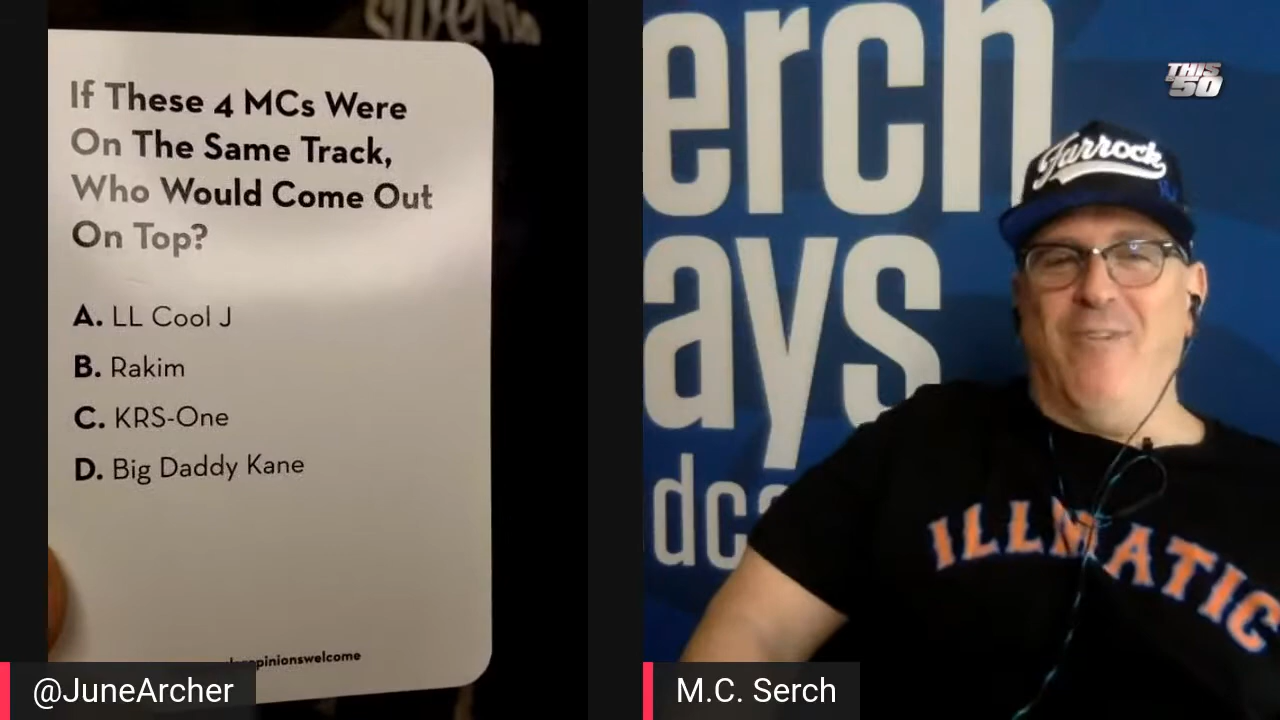 If These 4 MCs Were
On The Same Track,
Who Would Come Out
On Top?
A. LL Cool J
B. Rakim
C. KRS-One
D. Big Daddy Kane
@JuneArcher
erch
ays
THIS
50
Farrock
ILLMATIC
M.C. Serch